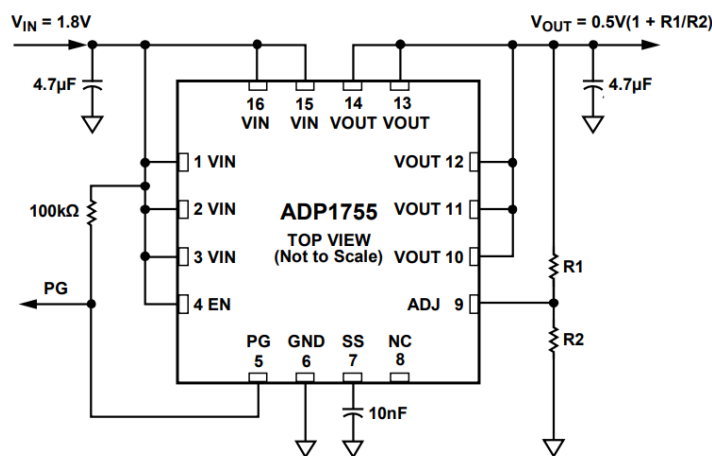 VIN = 1.8V
VOUT = 0.5V(1 + R1/R2)
4.7µF
4.7µF
16
VIN
15
VIN
14
VOUT
13
VOUT
1 VIN
VOUT 12
100kΩ
2 VIN
ADP1755
VOUT 11
TOP VIEW
(Not to Scale)
3 VIN
VOUT 10
R1
PG
4 EN
ADJ 9
R2
PG
5
GND
6
SS
7
NC
8
10nF